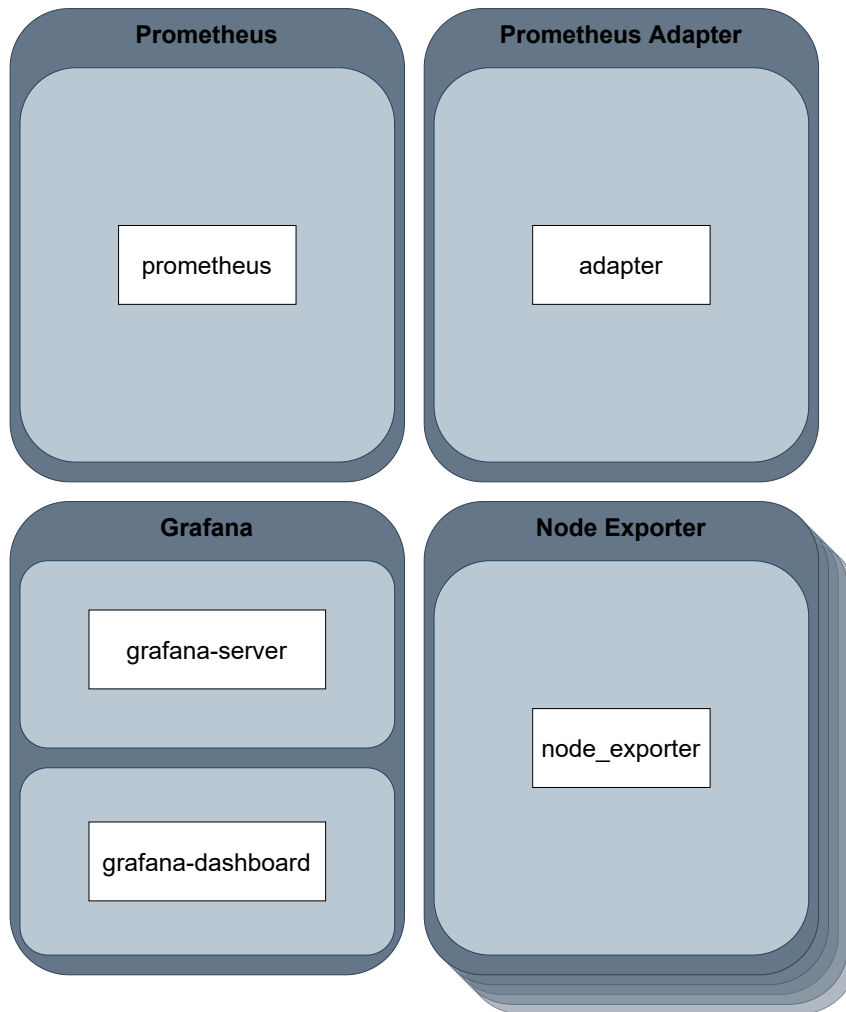 Prometheus
prometheus
Prometheus Adapter
adapter
Grafana
grafana-server
grafana-dashboard
Node Exporter
node_exporter